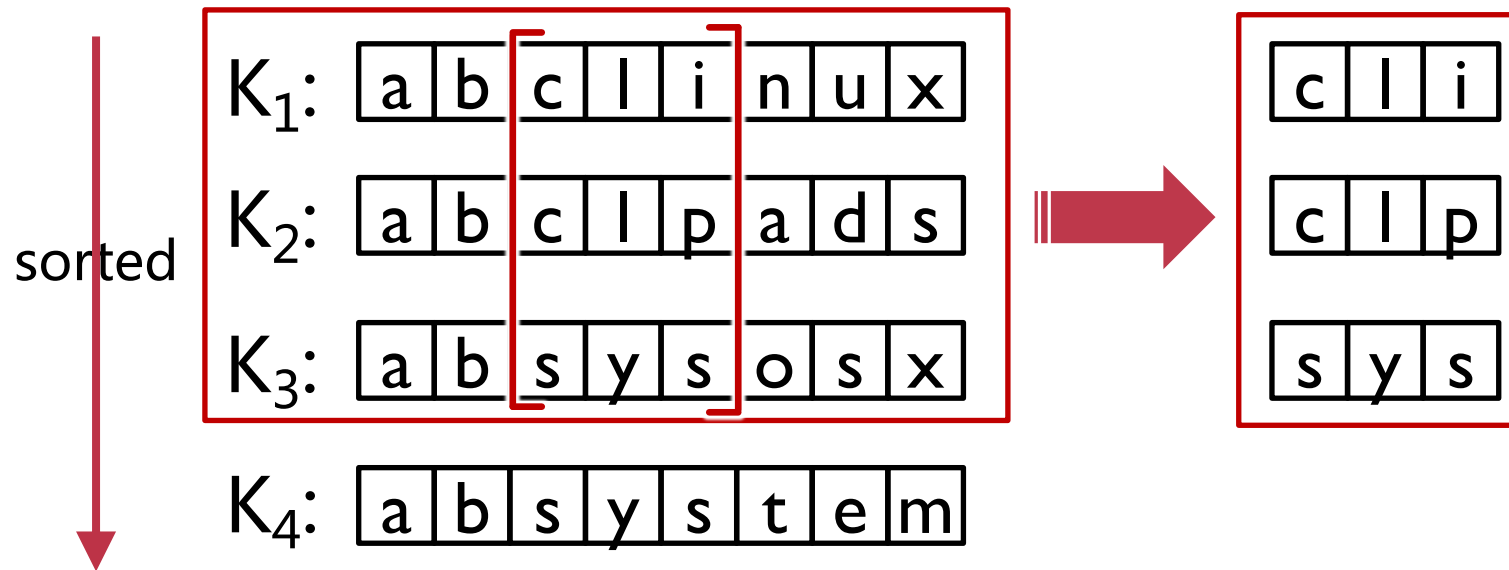 K1: a b c l i n u x
c l i
K2: a b c l p a d s
c l p
sorted
K3: a b s y s o s x
s y s
K4: a b s y s t e m